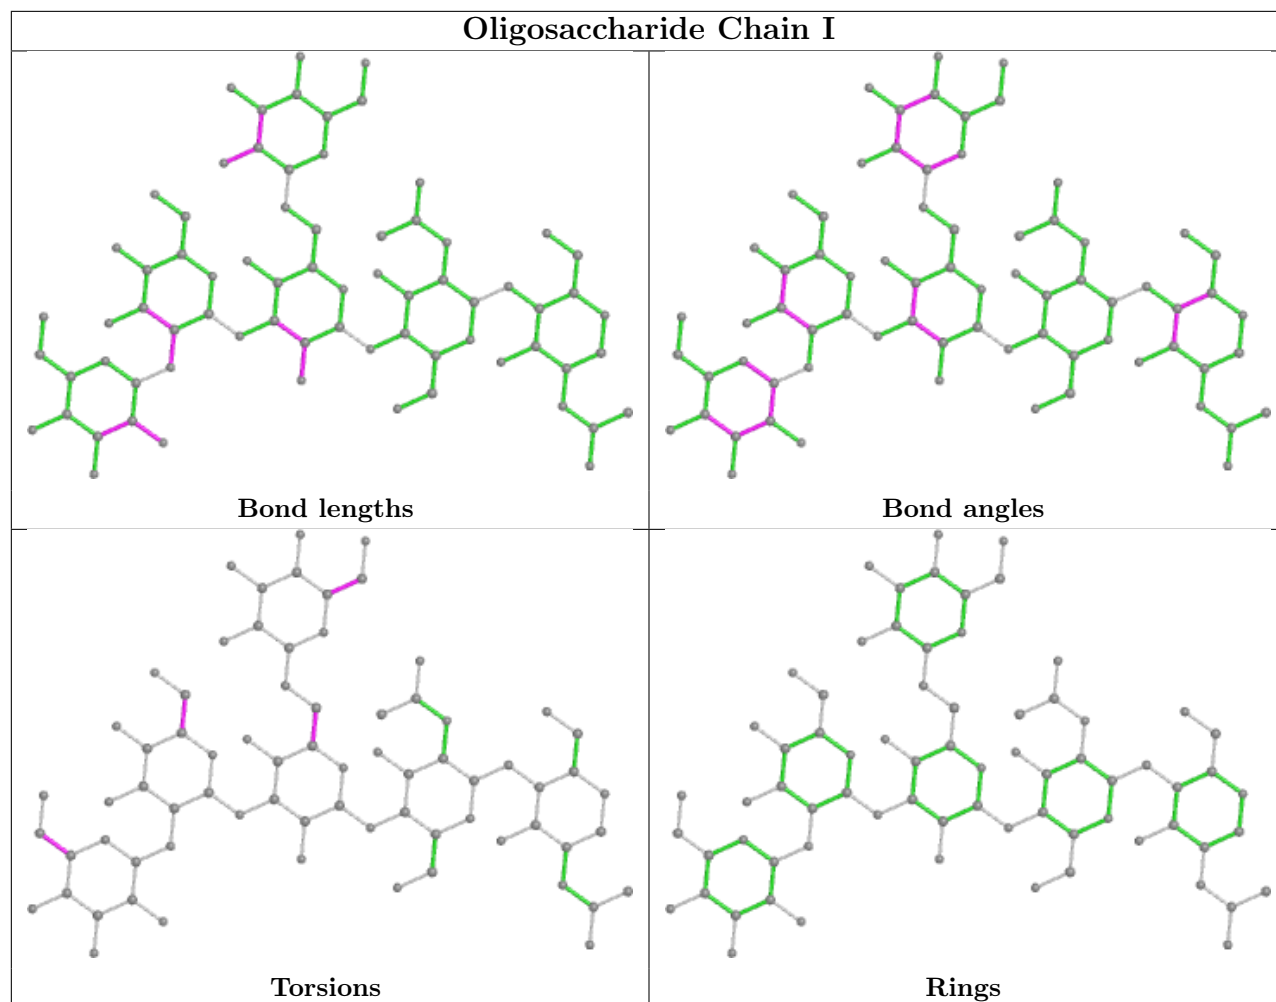 Oligosaccharide Chain I
Bond lengths
Bond angles
Torsions
Rings